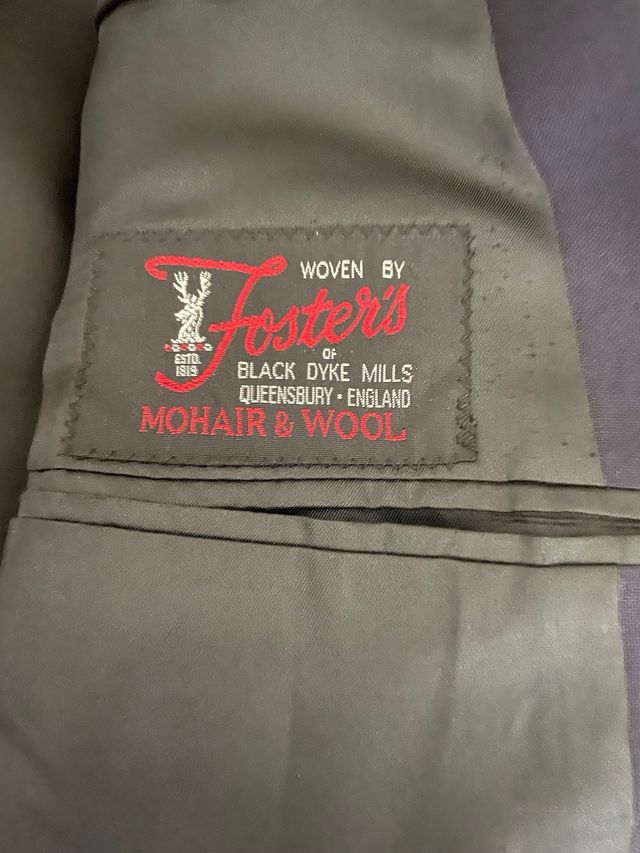 WOVEN BY
Foster's
ESTD.
1819
OF
BLACK DYKE MILLS
QUEENSBURY · ENGLAND
MOHAIR & WOOL